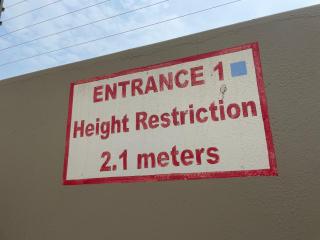 ENTRANCE 1
Height Restriction
2.1 meters